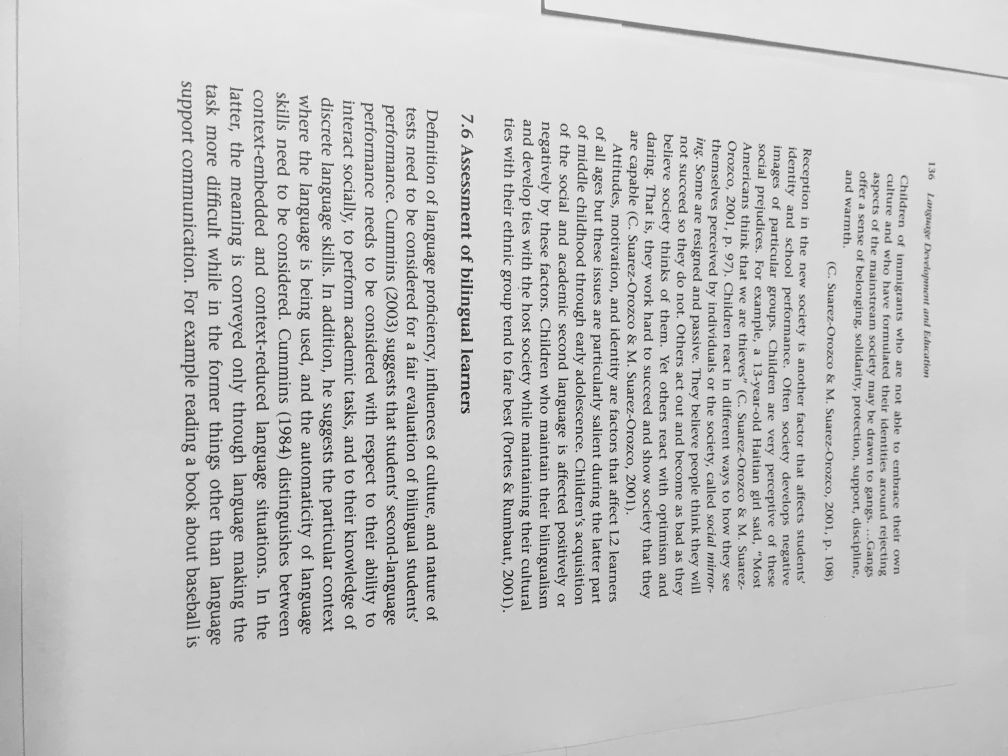 136 Language Development and Education
Children of immigrants who are not able to embrace their own
culture and who have formulated their identities around rejecting
aspects of the mainstream society may be drawn to gangs. ...Gangs
offer a sense of belonging, solidarity, protection, support, discipline,
and warmth.
(C. Suarez-Orozco & M. Suarez-Orozco, 2001, p. 108)
Reception in the new society is another factor that affects students'
identity and school performance. Often society develops negative
images of particular groups. Children are very perceptive of these
social prejudices. For example, a 13-year-old Haitian girl said, "Most
Americans think that we are thieves" (C. Suarez-Orozco & M. Suarez-
Orozco, 2001, p. 97). Children react in different ways to how they see
themselves perceived by individuals or the society, called social mirror-
ing. Some are resigned and passive. They believe people think they will
not succeed so they do not. Others act out and become as bad as they
believe society thinks of them. Yet others react with optimism and
daring. That is, they work hard to succeed and show society that they
are capable (C. Suarez-Orozco & M. Suarez-Orozco, 2001).
Attitudes, motivation, and identity are factors that affect L2 learners
of all ages but these issues are particularly salient during the later part
of middle childhood through early adolescence. Children's acquisition
of the social and academic second language is affected positively or
negatively by these factors. Children who maintain their bilingualism
and develop ties with the host society while maintaining their cultural
ties with their ethnic group tend to fare best (Portes & Rumbaut, 2001).
7.6 Assessment of bilingual learners
Definition of language proficiency, influences of culture, and nature of
tests need to be considered for a fair evaluation of bilingual students'
performance. Cummins (2003) suggests that students' second-language
performance needs to be considered with respect to their ability to
interact socially, to perform academic tasks, and to their knowledge of
discrete language skills. In addition, he suggests the particular context
where the language is being used, and the automaticity of language
skills need to be considered. Cummins (1984) distinguishes between
context-embedded and context-reduced language situations. In the
latter, the meaning is conveyed only through language making the
task more difficult while in the former things other than language
support communication. For example reading a book about baseball is